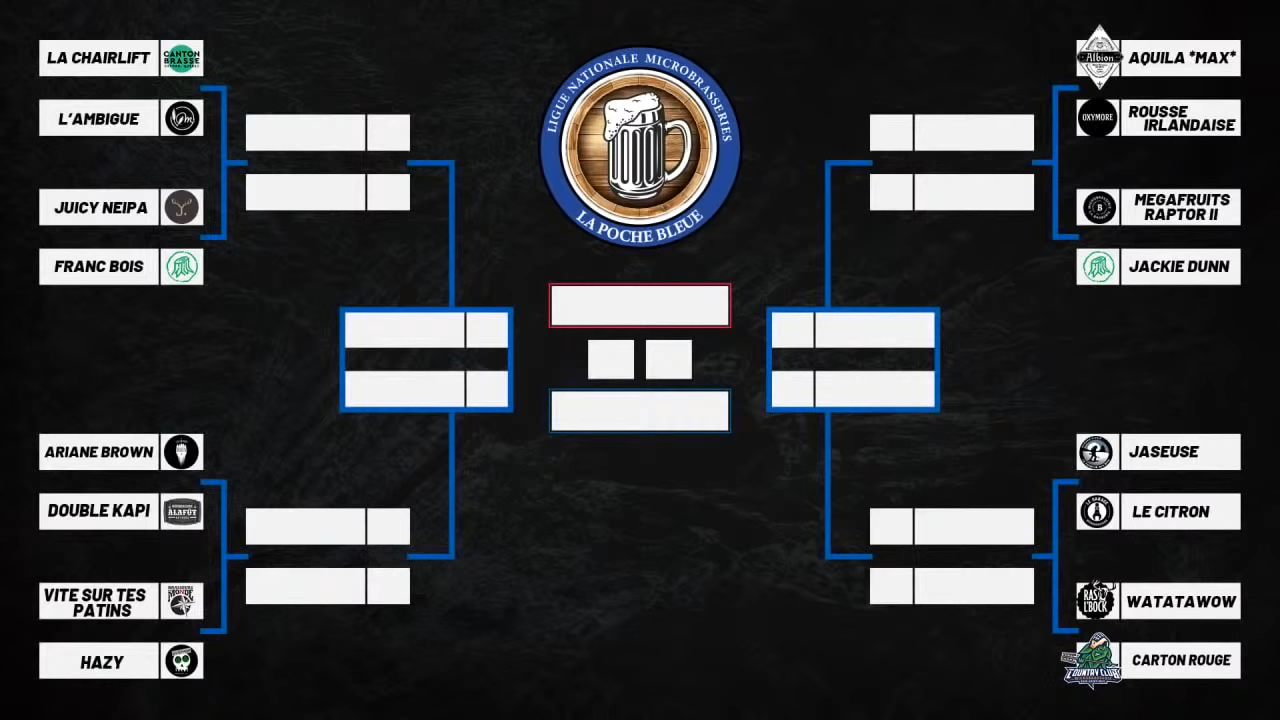 LA CHAIRLIFT
CANTON
BRASSE
L'AMBIGUE
JUICY NEIPA
FRANC BOIS
ARIANE BROWN
DOUBLE KAPI
ALAFÛT
VITE SUR TES
PATINS
MONDE
HAZY
LIGUE NATIONALE MICROBRASSERIES
LA POCHE BLEUE
Albion
AQUILA *MAX*
OXYMORE
ROUSSE
IRLANDAISE
B
MEGAFRUITS
RAPTOR II
JACKIE DUNN
JASEUSE
LE CITRON
RAS L'BOCK
WATATAWOW
COUNTRY CLUB
CARTON ROUGE